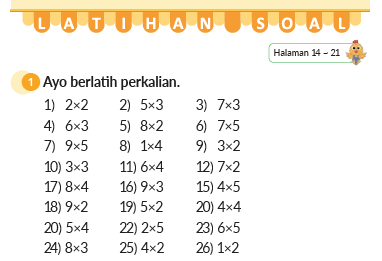 LATIHAN SOAL
Halaman 14 – 21
1 Ayo berlatih perkalian.
1) 2×2 2) 5×3 3) 7×3
4) 6×3 5) 8×2 6) 7×5
7) 9×5 8) 1×4 9) 3×2
10) 3×3 11) 6×4 12) 7×2
17) 8×4 16) 9×3 15) 4×5
18) 9×2 19) 5×2 20) 4×4
20) 5×4 22) 2×5 23) 6×5
24) 8×3 25) 4×2 26) 1×2